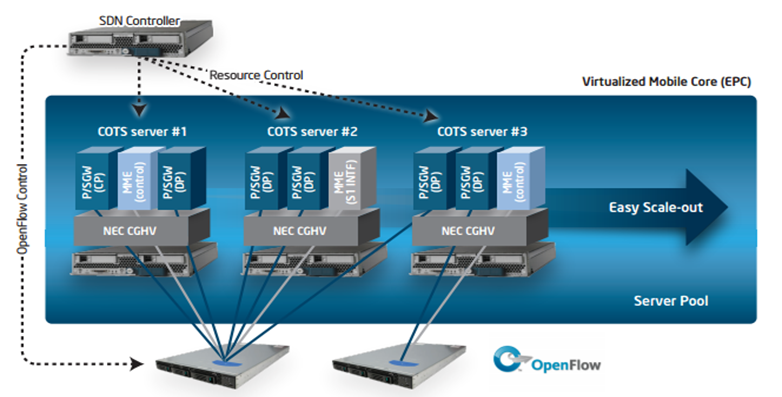 SDN Controller
Resource Control
Virtualized Mobile Core (EPC)
OpenFlow Control
COTS server #1
COTS server #2
COTS server #3
P/SGW
(CP)
MME
(control)
P/SGW
(DP)
P/SGW
(DP)
P/SGW
(DP)
MME
(S1 INTF)
P/SGW
(DP)
P/SGW
(DP)
MME
(control)
NEC CGHV
NEC CGHV
NEC CGHV
Easy Scale-out
Server Pool
OpenFlow